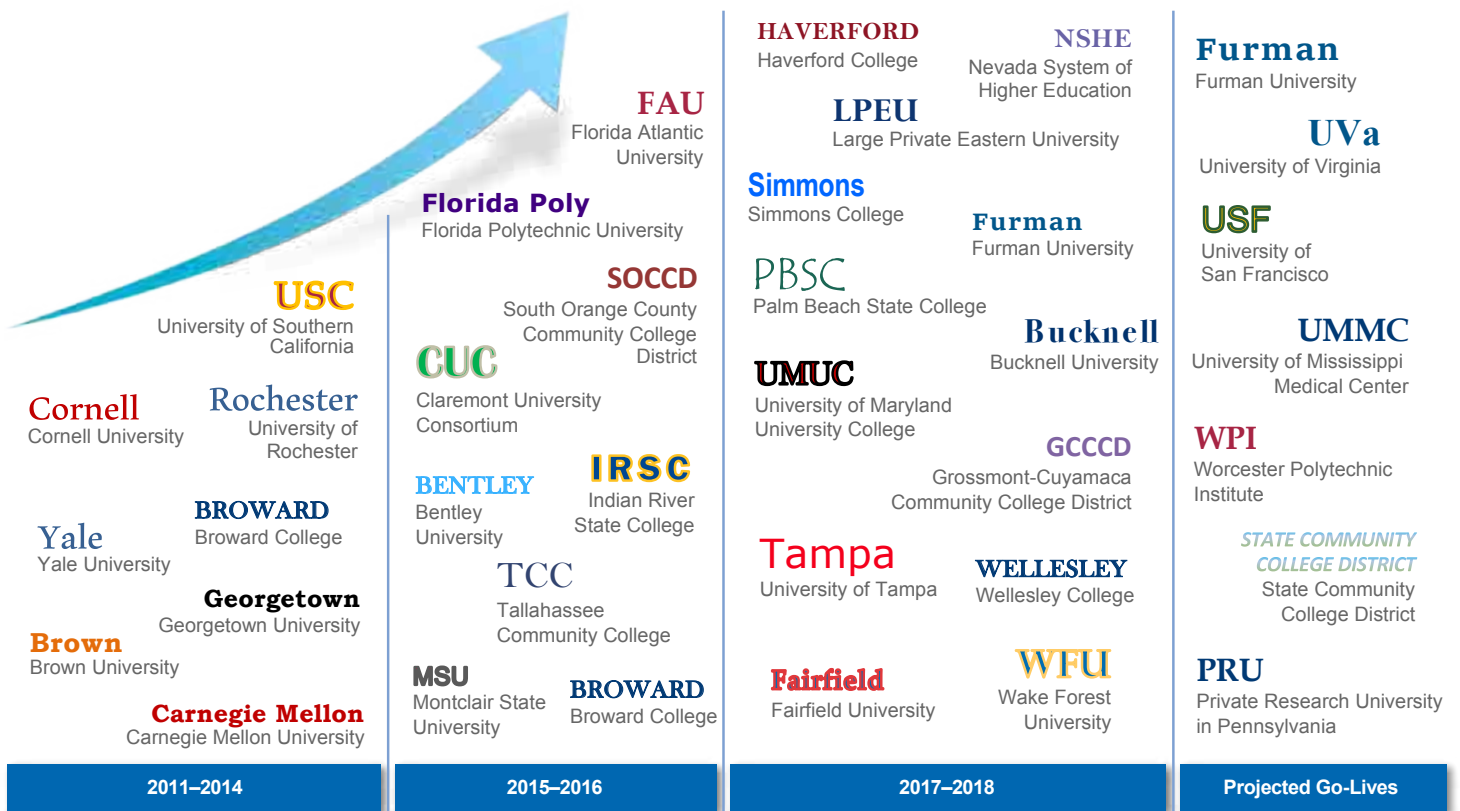 USC
University of Southern
California
Cornell
Cornell University
Rochester
University of
Rochester
Yale
Yale University
BROWARD
Broward College
Georgetown
Georgetown University
Brown
Brown University
Carnegie Mellon
Carnegie Mellon University
2011–2014
FAU
Florida Atlantic
University
Florida Poly
Florida Polytechnic University
SOCCD
South Orange County
Community College
District
CUC
Claremont University
Consortium
IRSC
Indian River
State College
BENTLEY
Bentley
University
TCC
Tallahassee
Community College
MSU
Montclair State
University
BROWARD
Broward College
2015–2016
HAVERFORD
Haverford College
NSHE
Nevada System of
Higher Education
LPEU
Large Private Eastern University
Simmons
Simmons College
Furman
Furman University
PBSC
Palm Beach State College
Bucknell
Bucknell University
UMUC
University of Maryland
University College
GCCCD
Grossmont-Cuyamaca
Community College District
Tampa
University of Tampa
WELLESLEY
Wellesley College
Fairfield
Fairfield University
WFU
Wake Forest
University
2017–2018
Furman
Furman University
UVa
University of Virginia
USF
University of
San Francisco
UMMC
University of Mississippi
Medical Center
WPI
Worcester Polytechnic
Institute
STATE COMMUNITY
COLLEGE DISTRICT
State Community
College District
PRU
Private Research University
in Pennsylvania
Projected Go-Lives